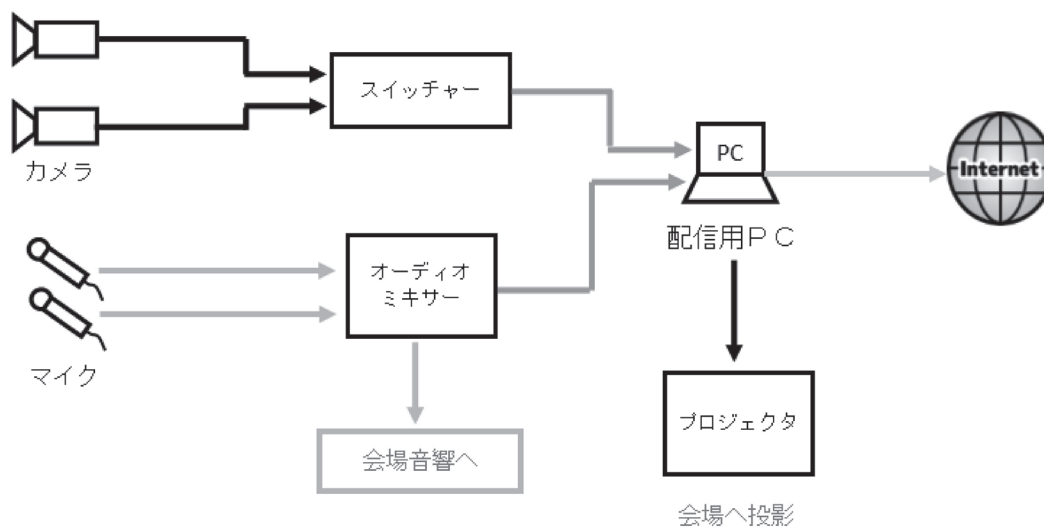 スイッチャー
カメラ
PC
Internet
配信用ＰＣ
オーディオ
ミキサー
マイク
会場音響へ
プロジェクタ
会場へ投影